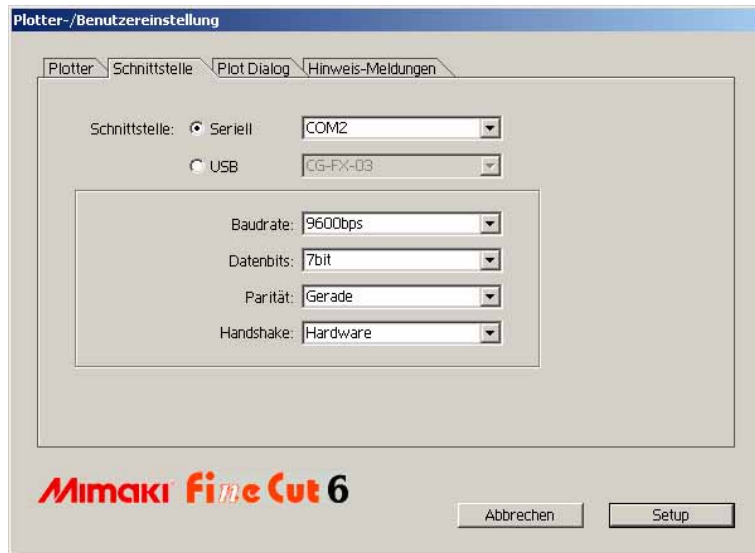 Plotter-/Benutzereinstellung
Plotter Schnittstelle Plot Dialog Hinweis-Meldungen
Schnittstelle: Seriell COM2
USB CG-FX-03
Baudrate: 9600bps
Datenbits: 7bit
Parität: Gerade
Handshake: Hardware
Mimaki Fine Cut 6
Abbrechen Setup